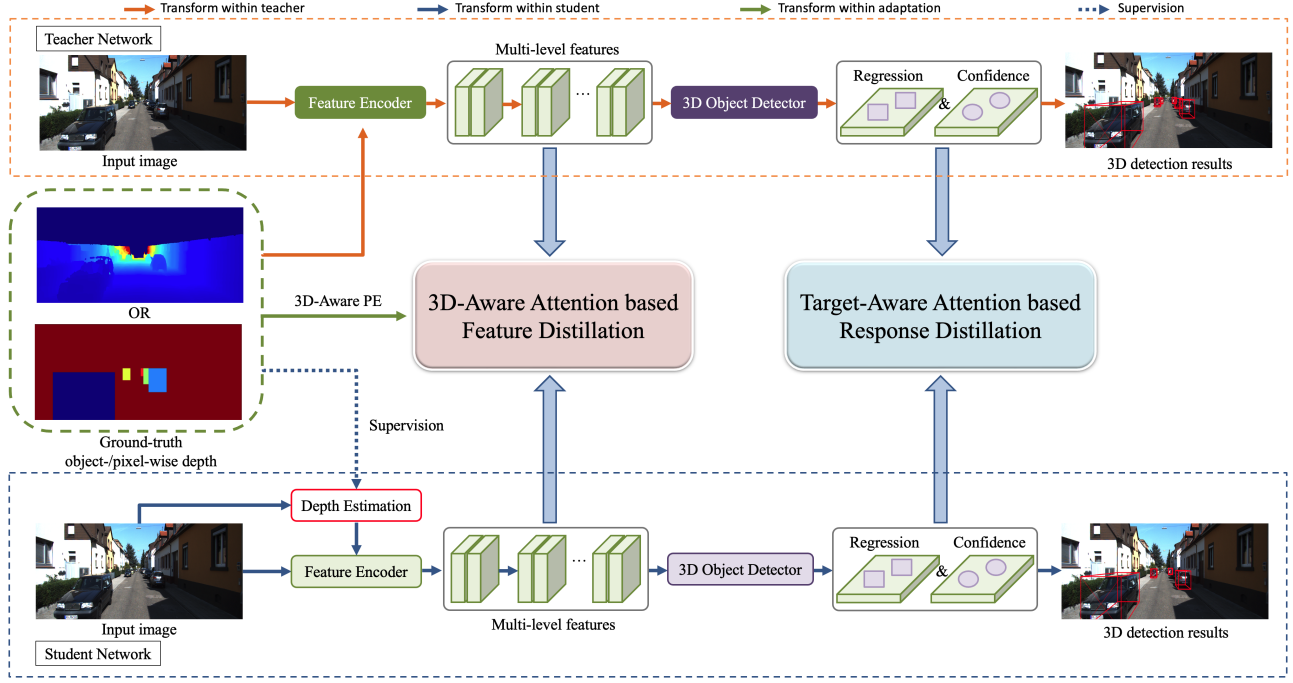 Transform within teacher
Transform within student
Transform within adaptation
Supervision
Teacher Network
Input image
Feature Encoder
Multi-level features
...
3D Object Detector
Regression
&
Confidence
3D detection results
OR
Ground-truth
object-/pixel-wise depth
3D-Aware PE
3D-Aware Attention based
Feature Distillation
Target-Aware Attention based
Response Distillation
Supervision
Depth Estimation
Input image
Student Network
Feature Encoder
...
Multi-level features
3D Object Detector
Regression
&
Confidence
3D detection results